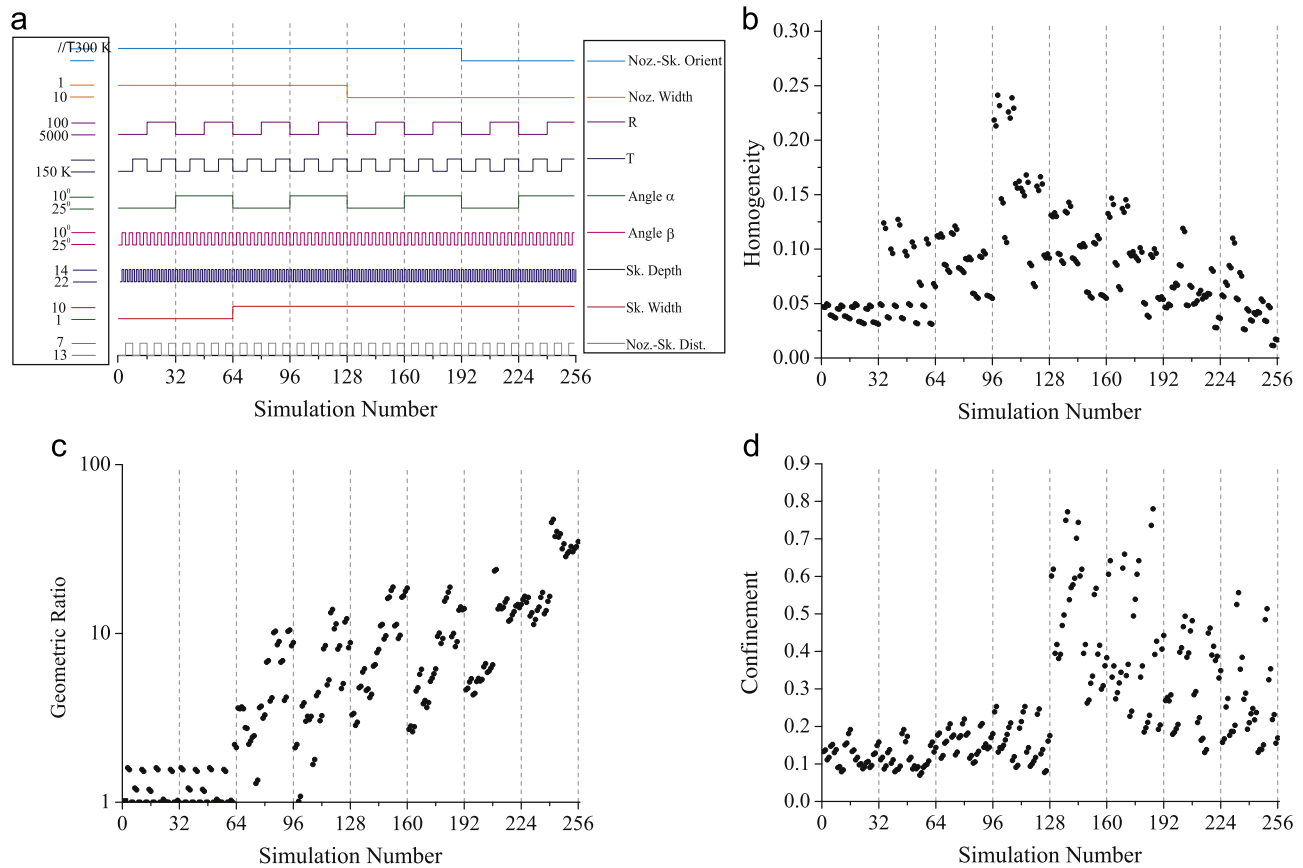 a
//T300 K
Noz.-Sk. Orient
1
10
Noz. Width
100
5000
R
150 K
T
10⁰
25⁰
Angle α
10⁰
25⁰
Angle β
14
22
Sk. Depth
10
1
Sk. Width
7
13
Noz.-Sk. Dist.
0 32 64 96 128 160 192 224 256
Simulation Number
b
Homogeneity
0.30
0.25
0.20
0.15
0.10
0.05
0.00
0 32 64 96 128 160 192 224 256
Simulation Number
c
Geometric Ratio
100
10
1
0 32 64 96 128 160 192 224 256
Simulation Number
d
Confinement
0.9
0.8
0.7
0.6
0.5
0.4
0.3
0.2
0.1
0.0
0 32 64 96 128 160 192 224 256
Simulation Number